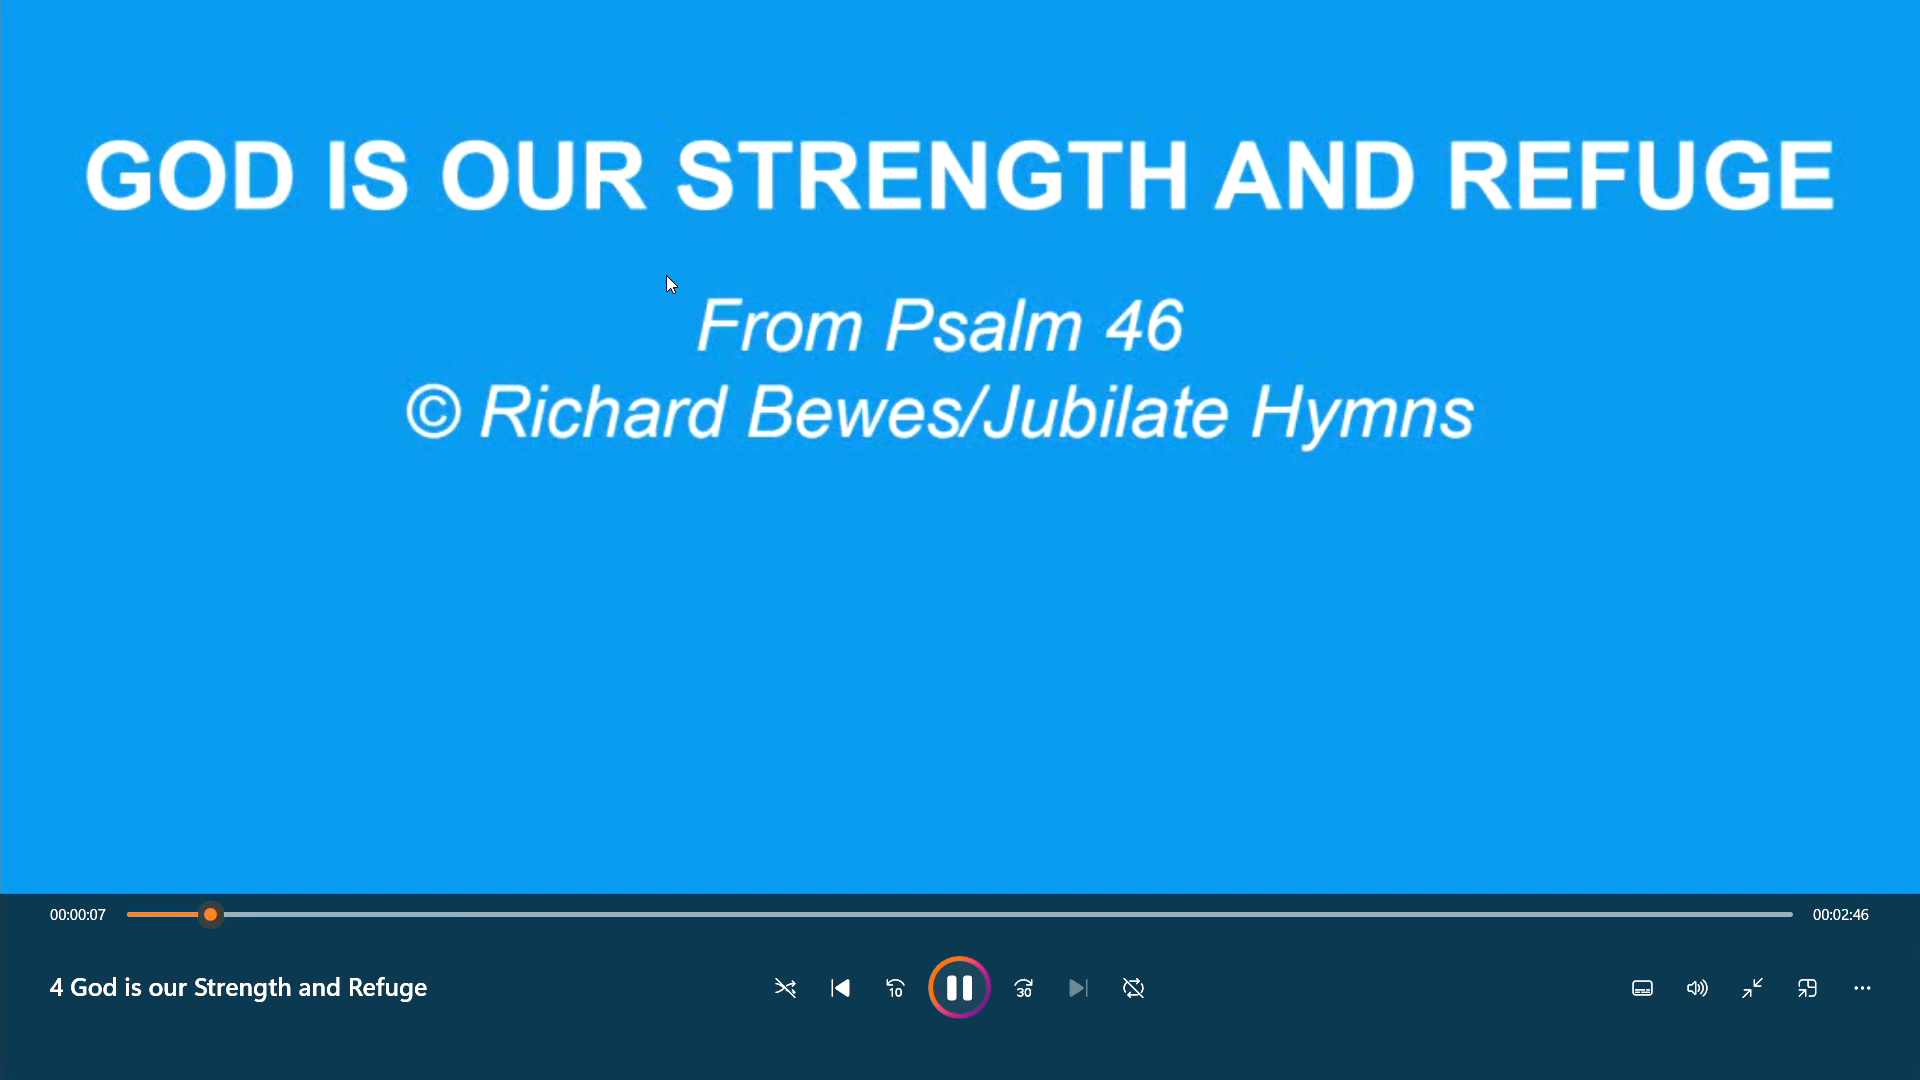 GOD IS OUR STRENGTH AND REFUGE
From Psalm 46
© Richard Bewes/Jubilate Hymns
00:00:07
00:02:46
4 God is our Strength and Refuge
10
30